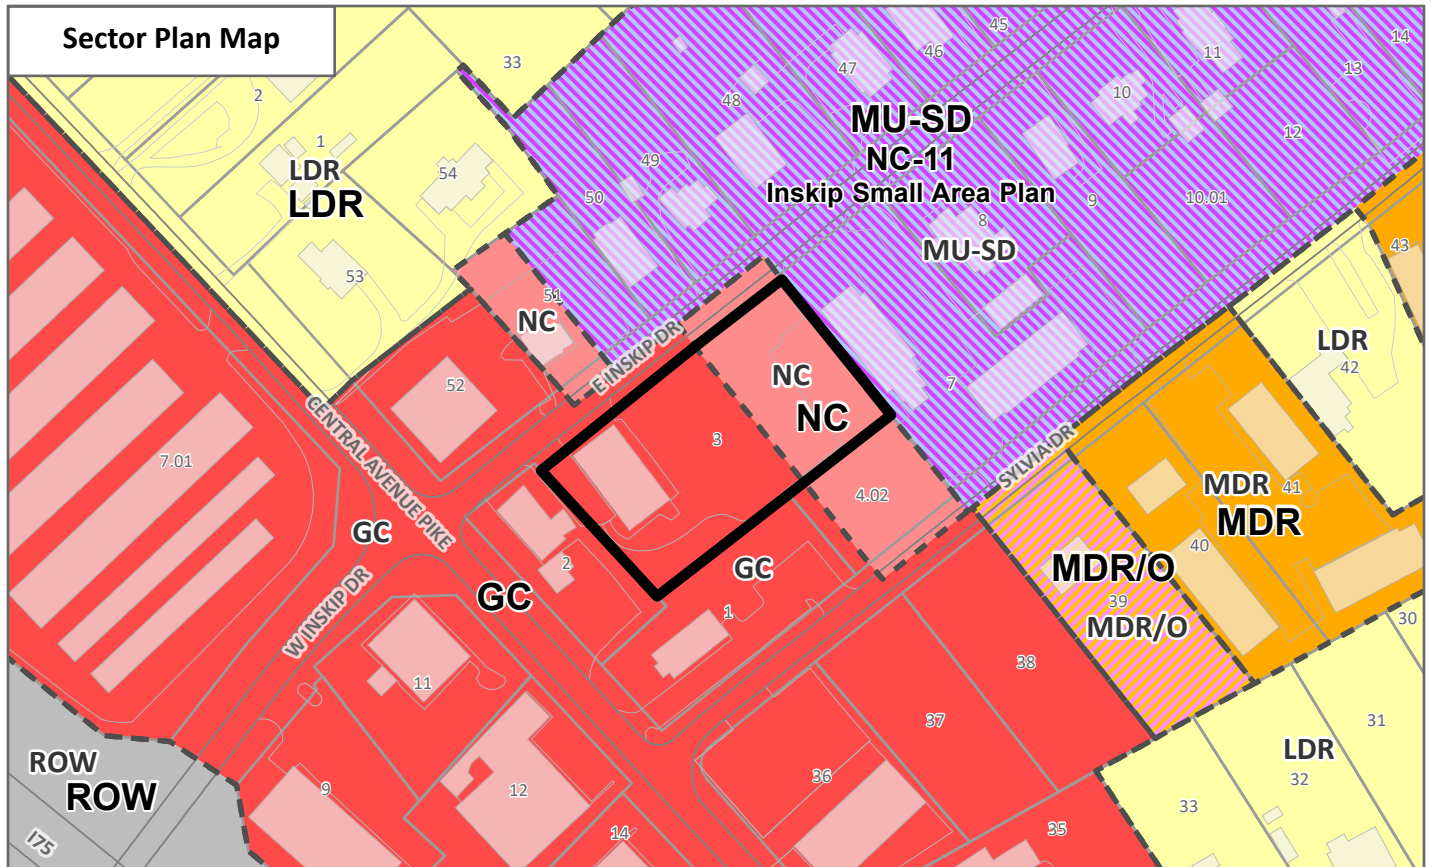 Sector Plan Map
33
45
46
47
48
49
50
14
13
11
10
12
2
1
54
LDR
LDR
53
MU-SD
NC-11
Inskip Small Area Plan
8
9
10.01
MU-SD
43
51
NC
E INSKIP DR
LDR
42
52
NC
NC
7
3
CENTRAL AVENUE PIKE
7.01
SYLVIA DR
4.02
MDR
41
MDR
40
GC
W INSKIP DR
2
GC
GC
1
MDR/O
39
MDR/O
30
11
38
37
31
LDR
32
ROW
ROW
I75
9
12
36
33
14
35